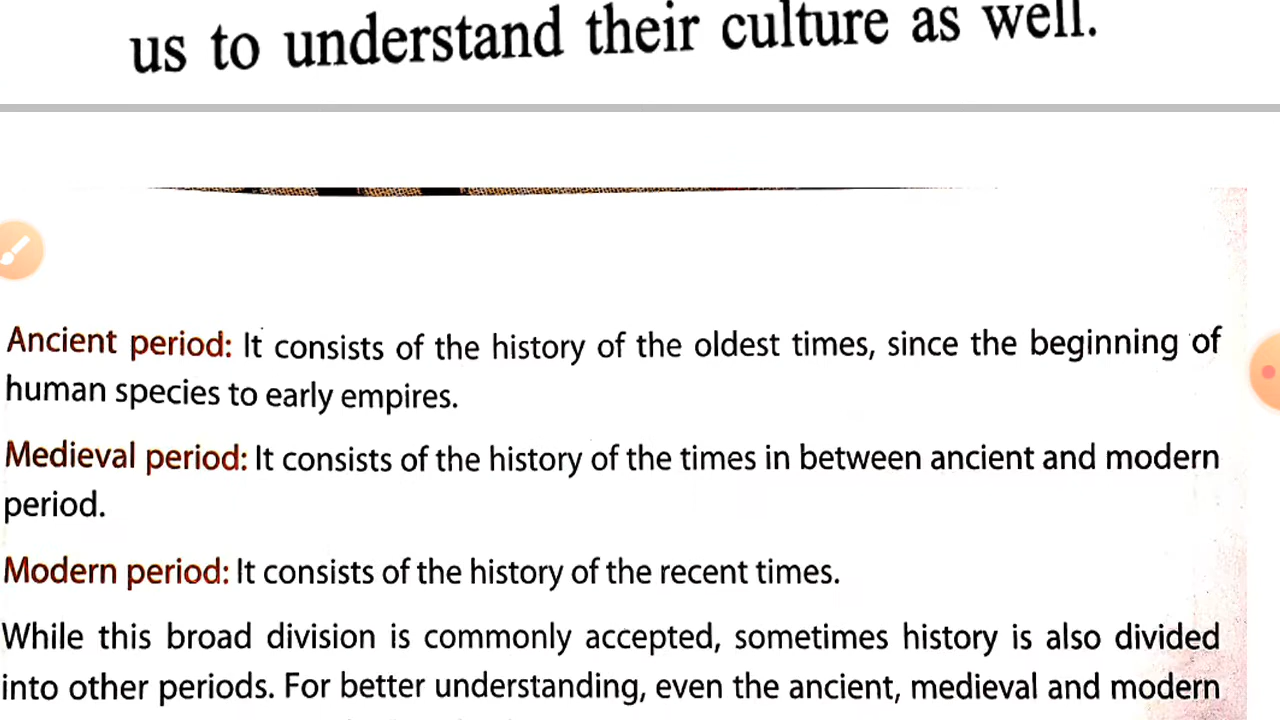 us to understand their culture as well.
Ancient period: It consists of the history of the oldest times, since the beginning of
human species to early empires.
Medieval period: It consists of the history of the times in between ancient and modern
period.
Modern period: It consists of the history of the recent times.
While this broad division is commonly accepted, sometimes history is also divided
into other periods. For better understanding, even the ancient, medieval and modern